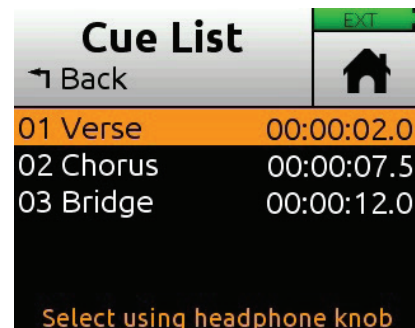 Cue List
EXT
Back
01 Verse 00:00:02.0
02 Chorus 00:00:07.5
03 Bridge 00:00:12.0
Select using headphone knob